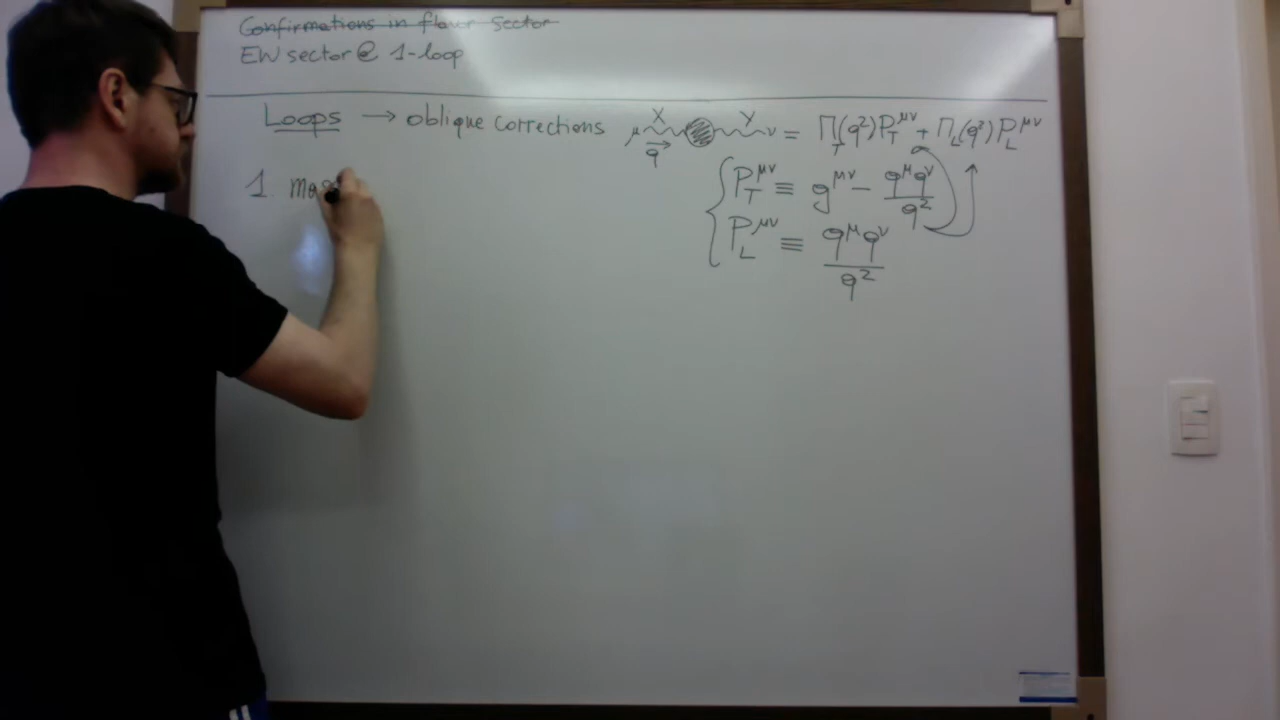 Confirmations in flavor sector
EW sector @ 1-loop
Loops → oblique corrections μ X q Y ν = Π_T(q²)P_T^μν + Π_L(q²)P_L^μν
P_T^μν ≡ g^μν - q^μq^ν/q²
P_L^μν ≡ q^μq^ν/q²
1. Mas